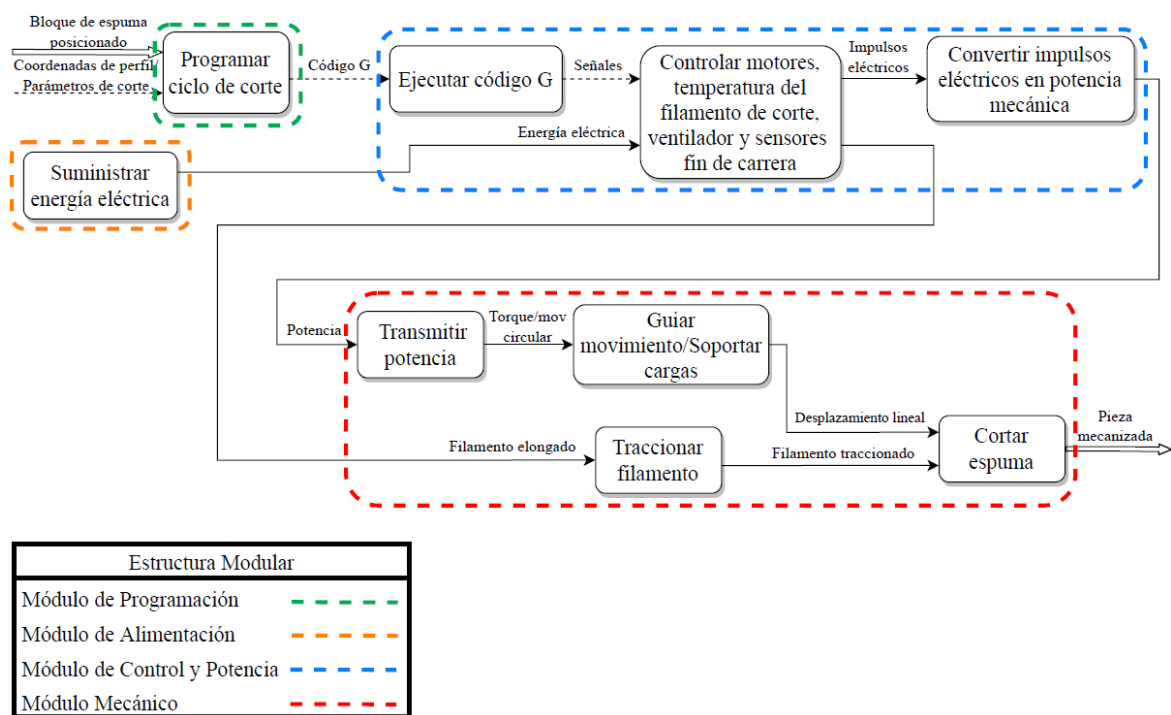 Bloque de espuma
posicionado
Coordenadas de perfil/
Parámetros de corte
Programar
ciclo de corte
Código G
Ejecutar código G
Señales
Energía eléctrica
Controlar motores,
temperatura del
filamento de corte,
ventilador y sensores
fin de carrera
Impulsos
eléctricos
Convertir impulsos
eléctricos en potencia
mecánica
Suministrar
energía eléctrica
Potencia
Transmitir
potencia
Torque/mov
circular
Guiar
movimiento/Soportar
cargas
Desplazamiento lineal
Filamento elongado
Traccionar
filamento
Filamento traccionado
Cortar
espuma
Pieza
mecanizada
Estructura Modular
Módulo de Programación
Módulo de Alimentación
Módulo de Control y Potencia
Módulo Mecánico